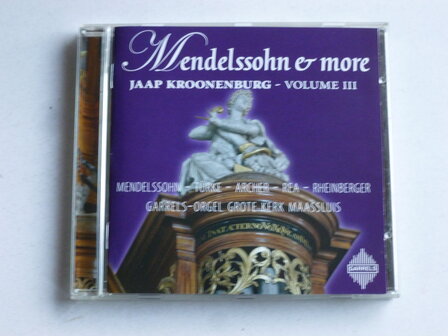 Mendelssohn & more
JAAP KROONENBURG - VOLUME III
MENDELSSOHN - TÜRKE - ARCHER - REA - RHEINBERGER
GARRELS-ORGEL GROTE KERK MAASSLUIS
GARRELS